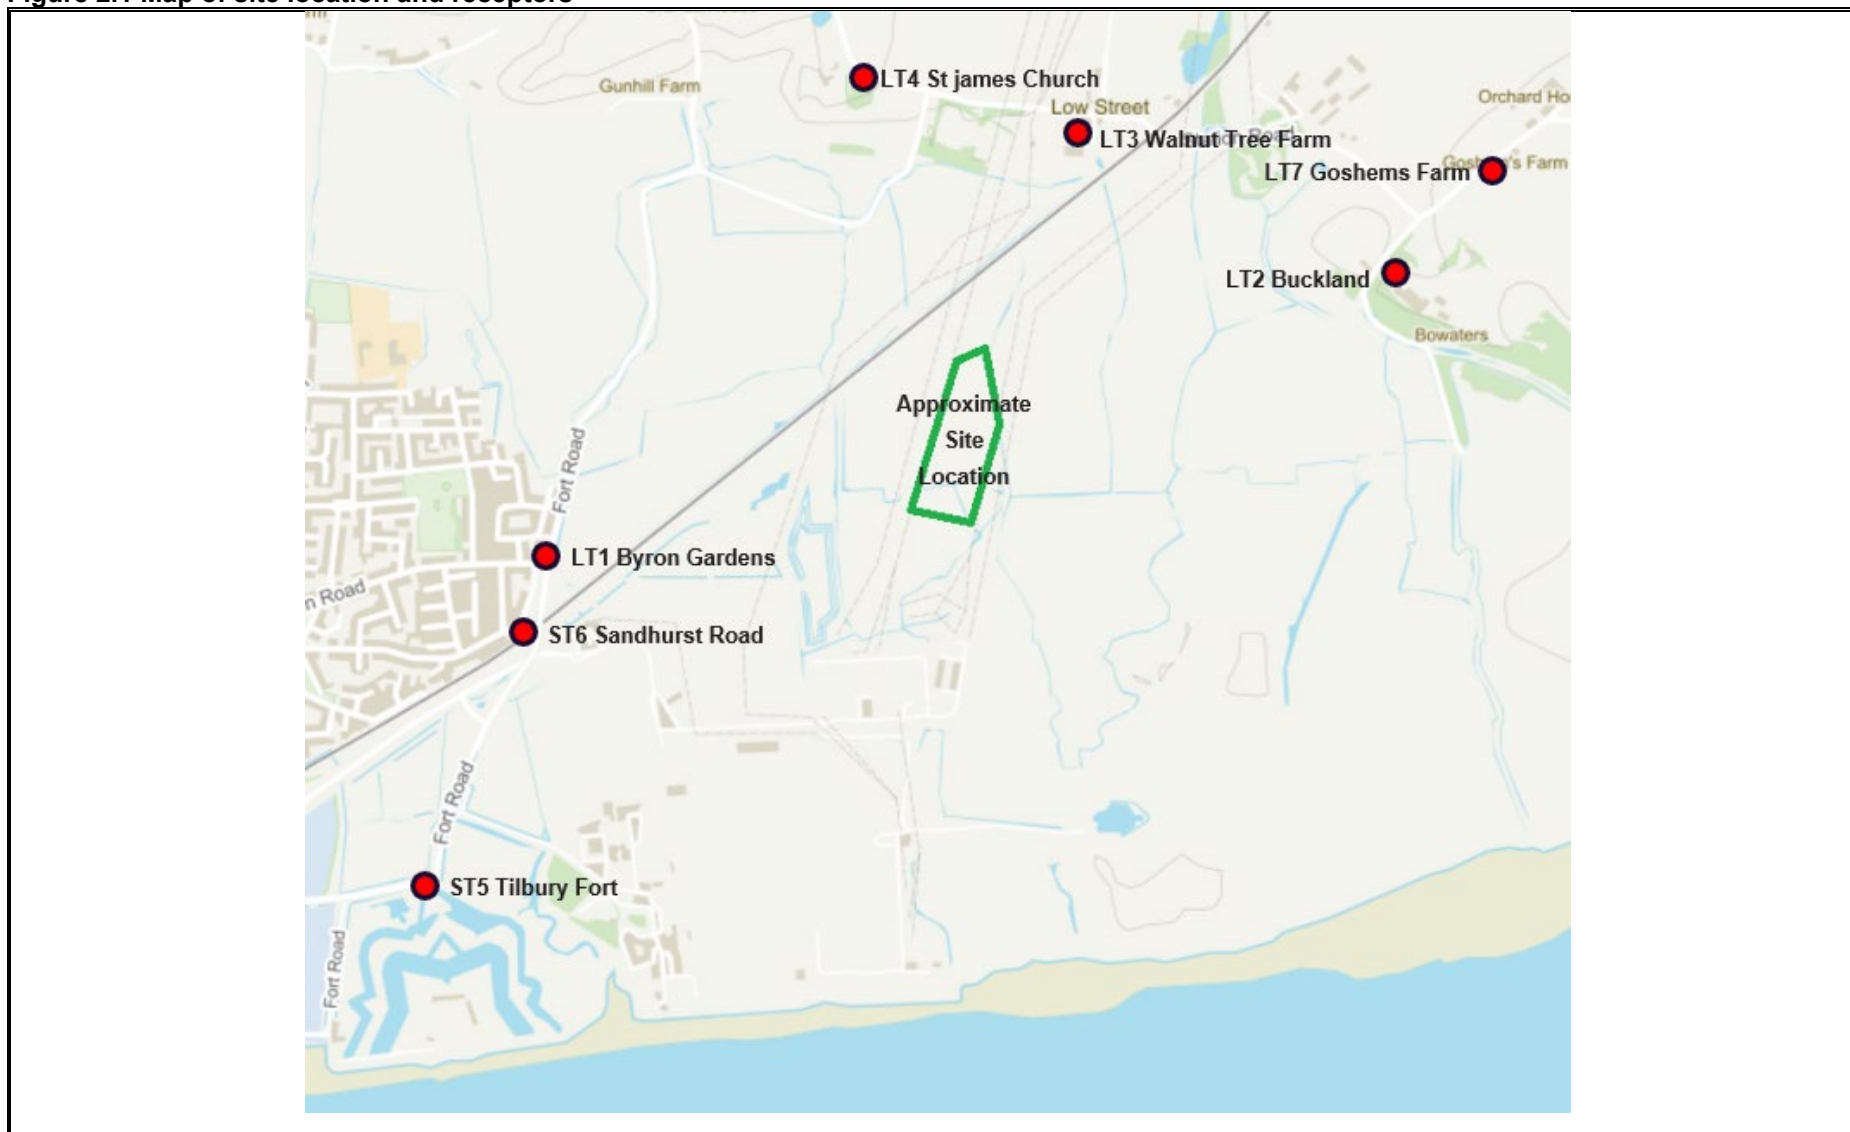 Gunhill Farm
LT4 St james Church
Low Street
Orchard Ho
LT3 Walnut Tree Farm
Road
's Farm
LT7 Goshems Farm
LT2 Buckland
Bowaters
Approximate
Site
Location
Fort Road
LT1 Byron Gardens
n Road
ST6 Sandhurst Road
Fort Road
ST5 Tilbury Fort
Fort Road